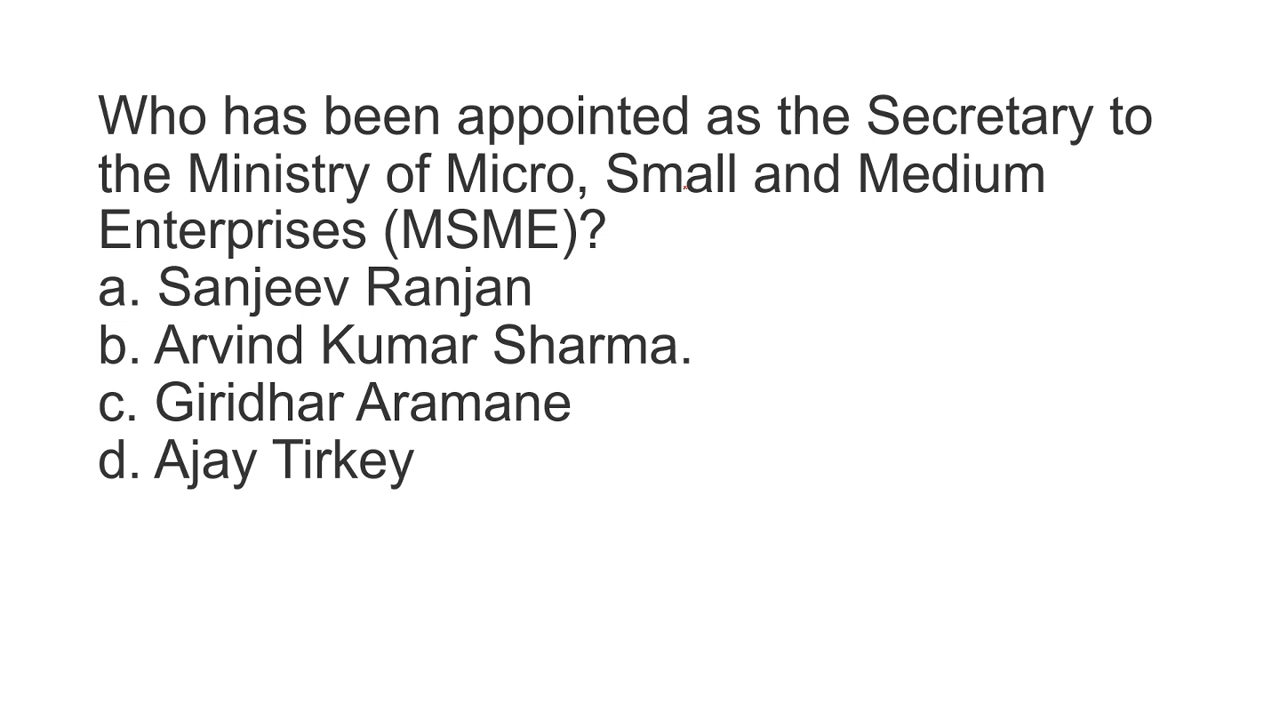 Who has been appointed as the Secretary to
the Ministry of Micro, Small and Medium
Enterprises (MSME)?
a. Sanjeev Ranjan
b. Arvind Kumar Sharma.
c. Giridhar Aramane
d. Ajay Tirkey